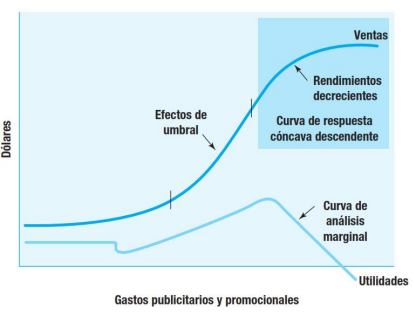 Ventas
Rendimientos
decrecientes
Efectos de
umbral
Curva de respuesta
cóncava descendente
Dólares
Curva de
análisis
marginal
Utilidades
Gastos publicitarios y promocionales